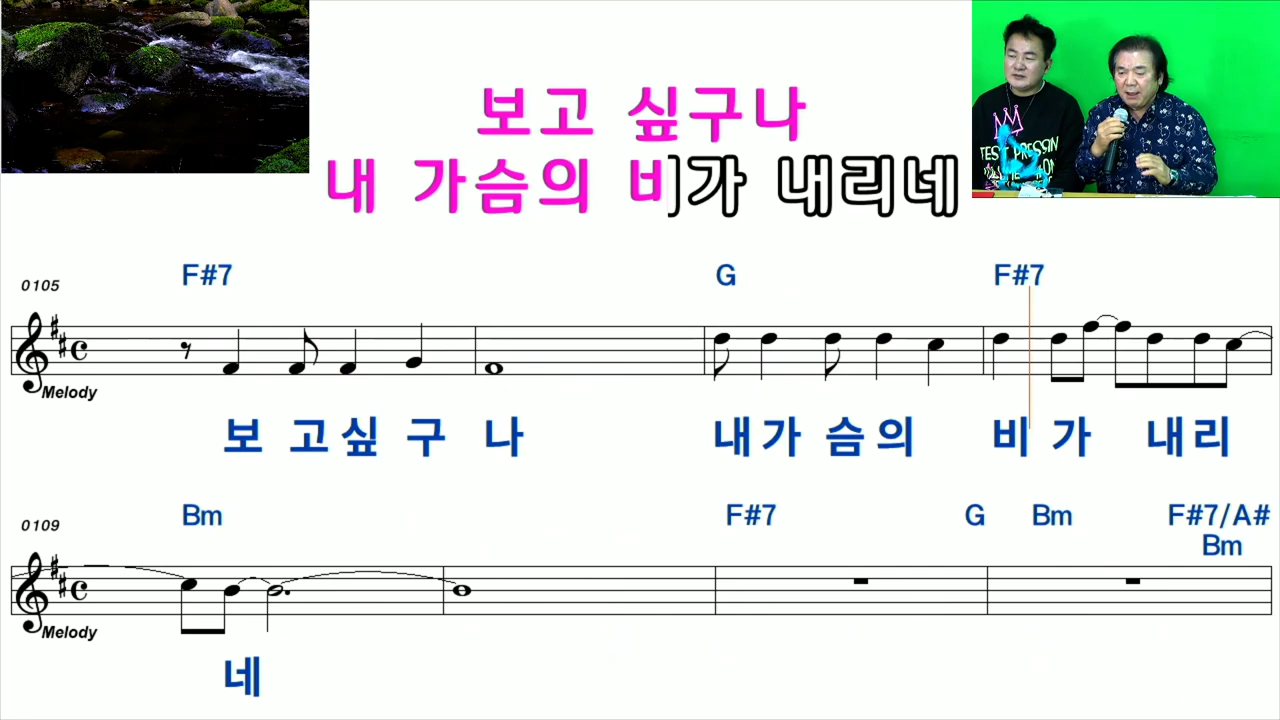 보고 싶구나
내 가슴의 비가 내리네
0105 F#7 G F#7
Melody
보 고 싶 구 나 내 가 슴 의 비 가 내 리
0109 Bm F#7 G Bm F#7/A#
Bm
Melody
네